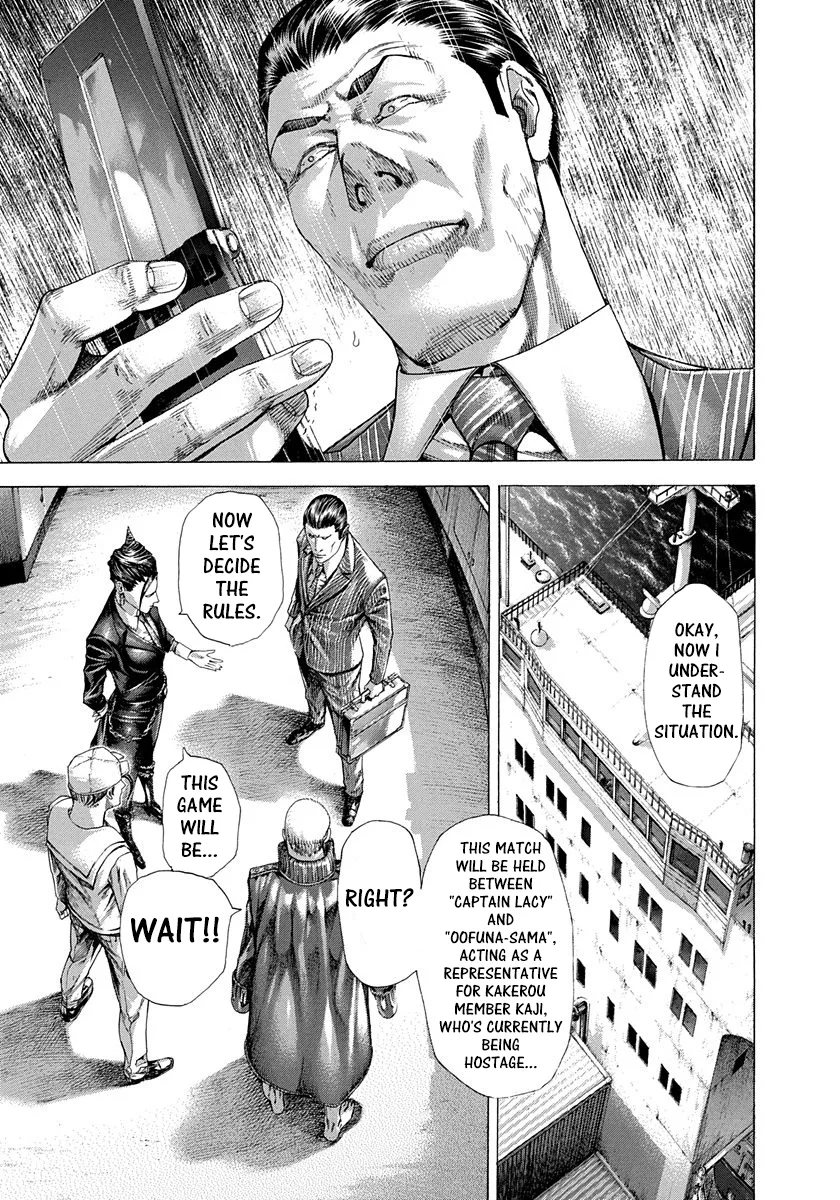 OKAY,
NOW I
UNDER-
STAND
THE
SITUATION.
THIS MATCH
WILL BE HELD
BETWEEN
"CAPTAIN LACY"
AND
"OOFUNA-SAMA",
ACTING AS A
REPRESENTATIVE
FOR KAKEROU
MEMBER KAJI,
WHO'S CURRENTLY
BEING
HOSTAGE...
RIGHT?
NOW
LET'S
DECIDE
THE
RULES.
THIS
GAME
WILL
BE...
WAIT!!